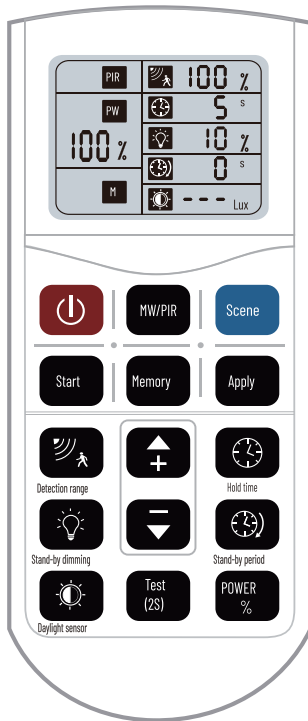 PIR
100 %
PW
5 s
100 %
10 %
0 s
M
--- Lux
MW/PIR
Scene
Start
Memory
Apply
+
Detection range
Hold time
−
Stand-by dimming
Stand-by period
Test
(2S)
POWER
%
Daylight sensor